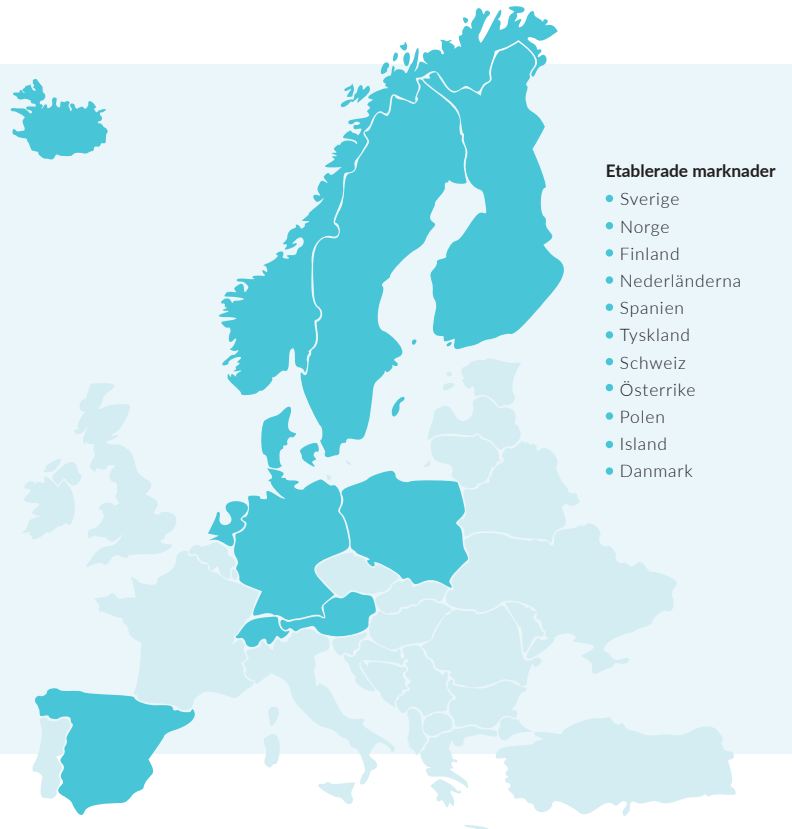 Etablerade marknader
Sverige
Norge
Finland
Nederländerna
Spanien
Tyskland
Schweiz
Österrike
Polen
Island
Danmark